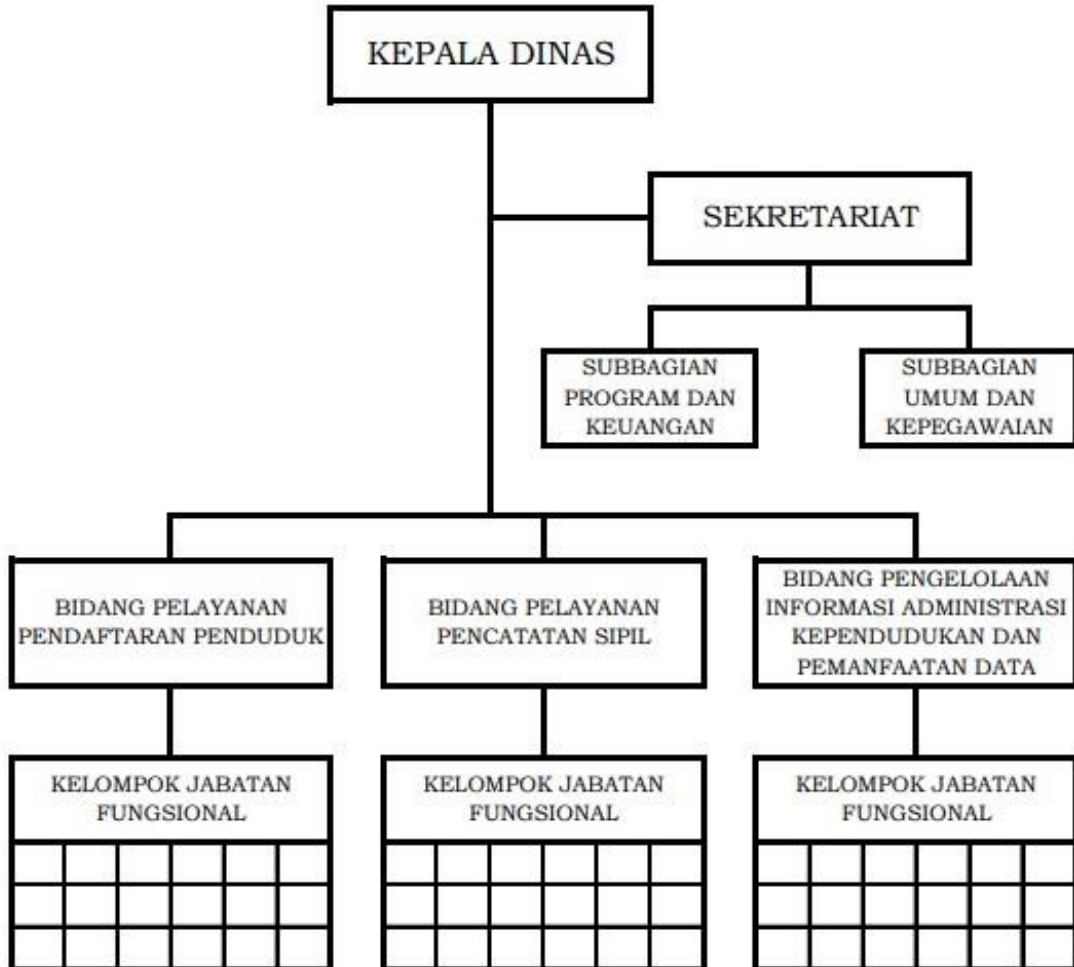 KEPALA DINAS
SEKRETARIAT
SUBBAGIAN
PROGRAM DAN
KEUANGAN
SUBBAGIAN
UMUM DAN
KEPEGAWAIAN
BIDANG PELAYANAN
PENDAFTARAN PENDUDUK
BIDANG PELAYANAN
PENCATATAN SIPIL
BIDANG PENGELOLAAN
INFORMASI ADMINISTRASI
KEPENDUDUKAN DAN
PEMANFAATAN DATA
KELOMPOK JABATAN
FUNGSIONAL
KELOMPOK JABATAN
FUNGSIONAL
KELOMPOK JABATAN
FUNGSIONAL